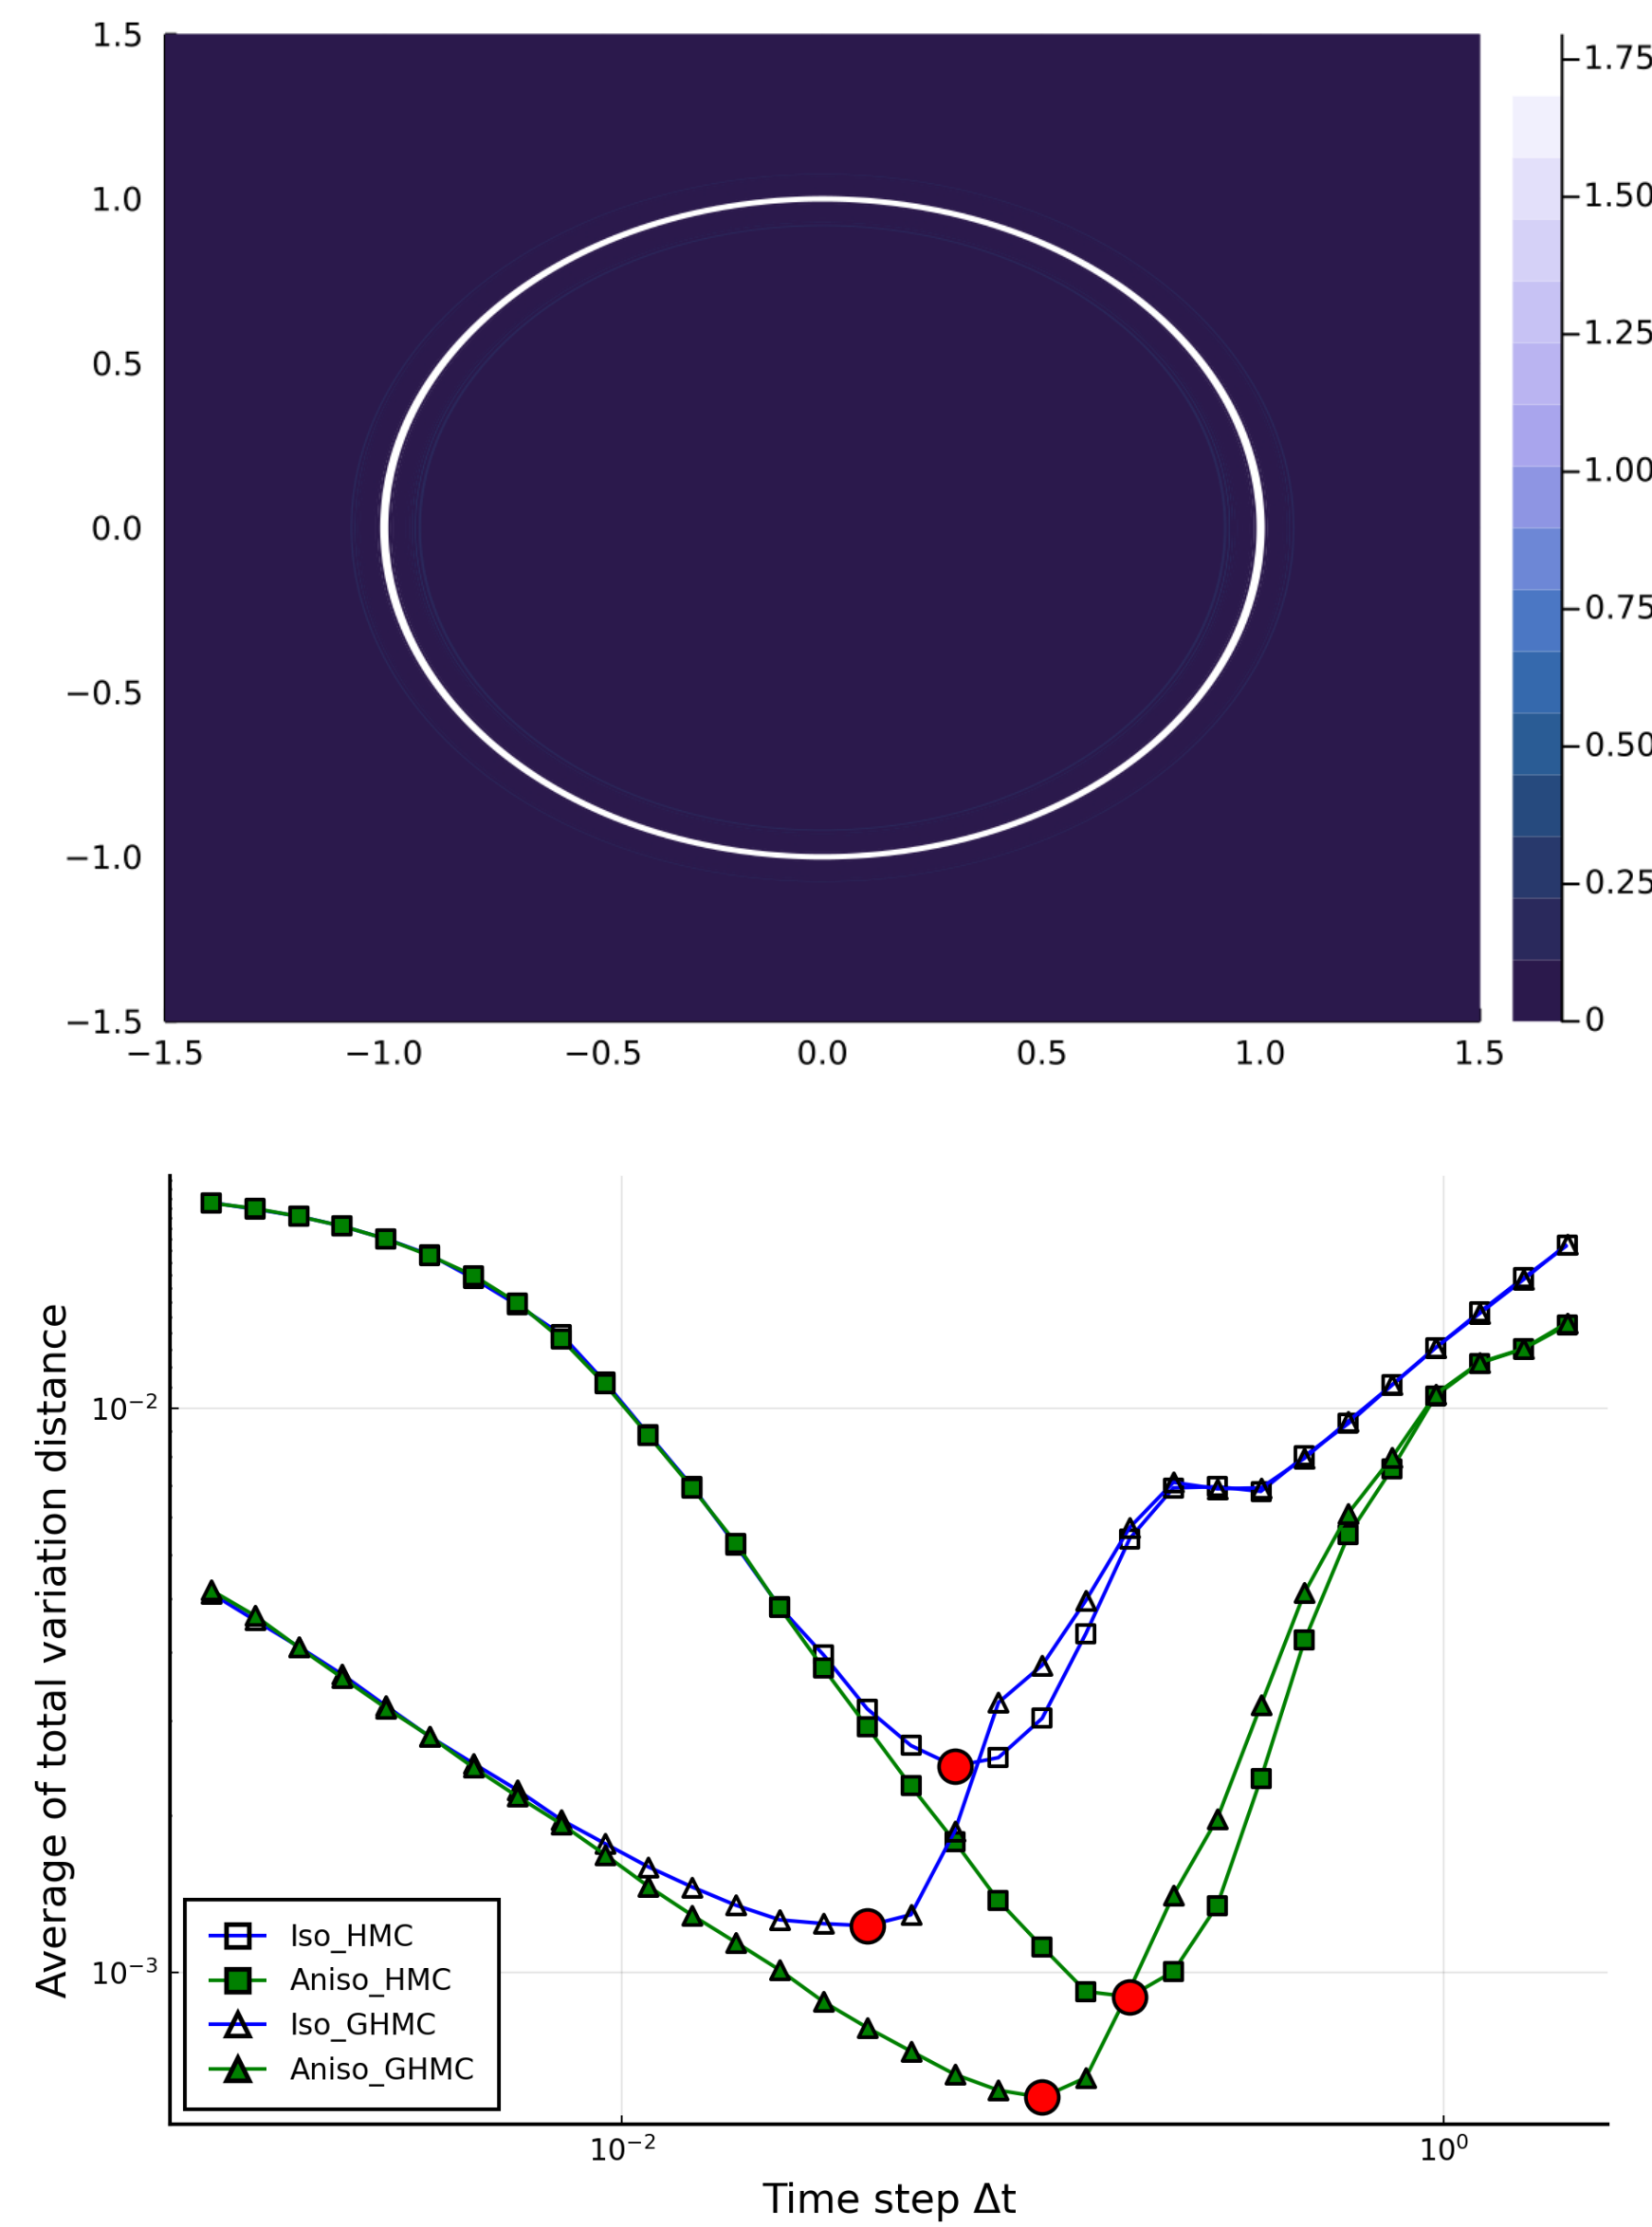 1.5
1.0
0.5
0.0
−0.5
−1.0
−1.5
−1.5 −1.0 −0.5 0.0 0.5 1.0 1.5
1.75
1.50
1.25
1.00
0.75
0.50
0.25
0
Average of total variation distance
10⁻²
10⁻³
Iso_HMC
Aniso_HMC
Iso_GHMC
Aniso_GHMC
10⁻² 10⁰
Time step Δt